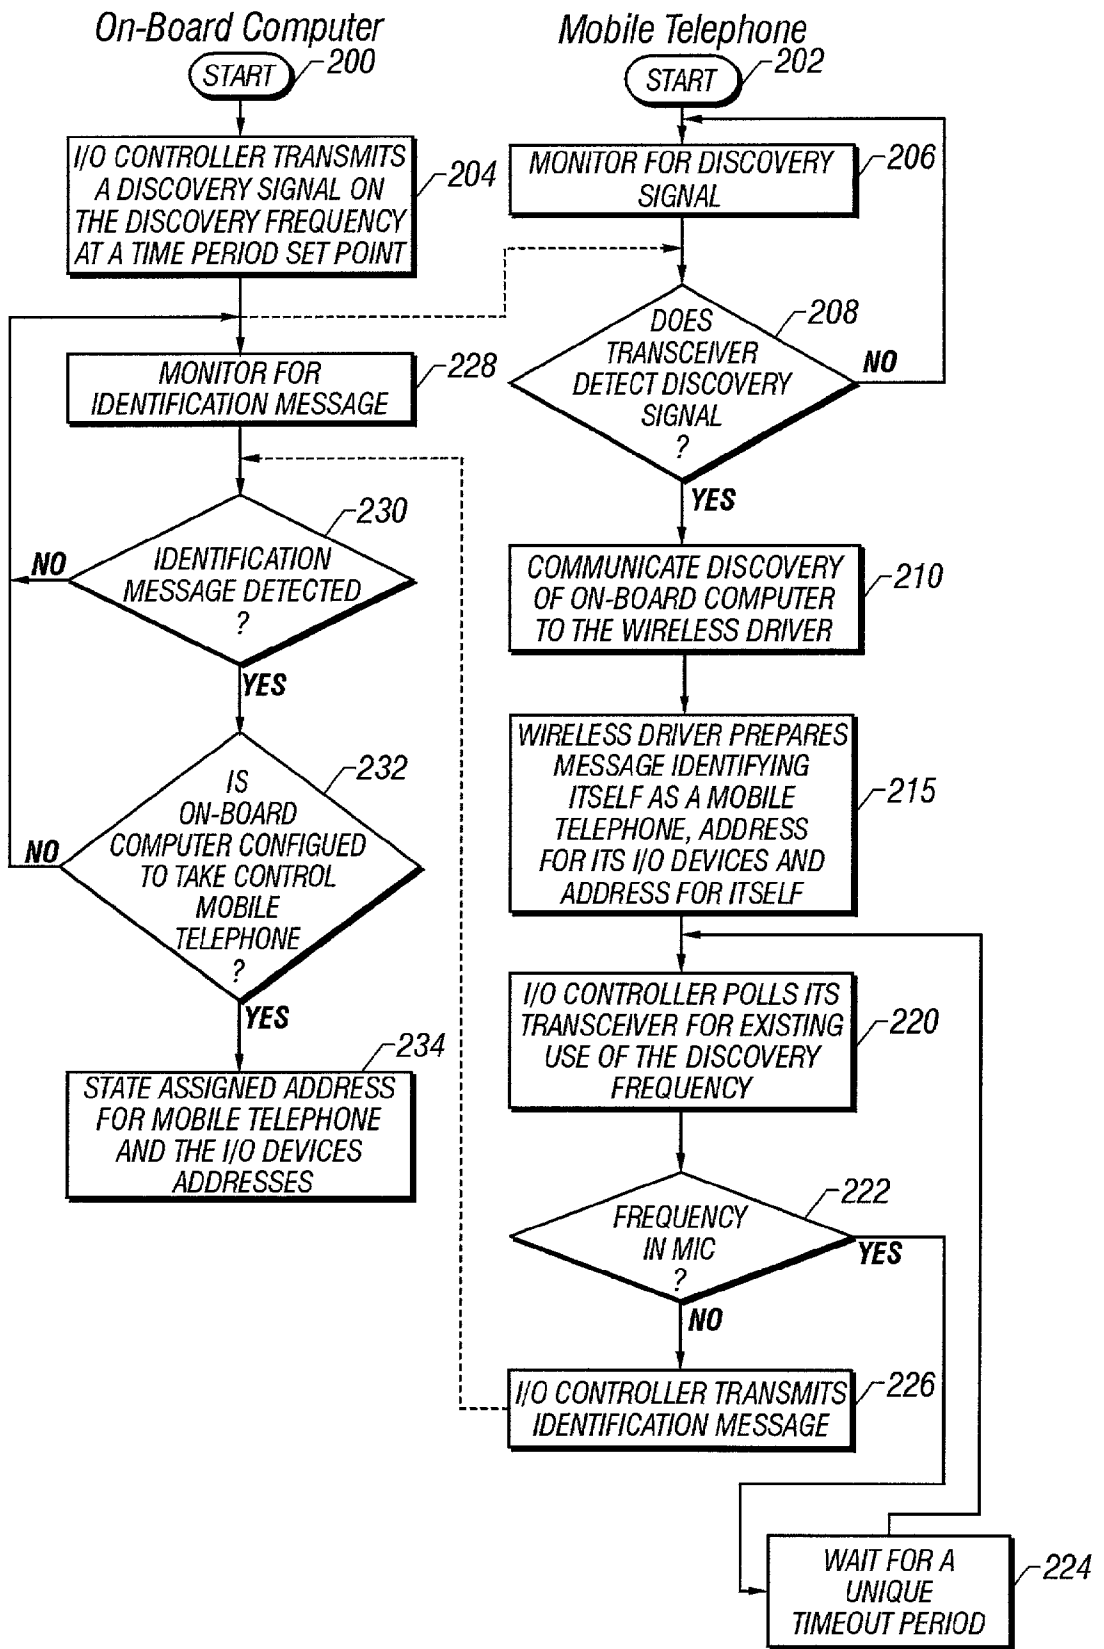 On-Board Computer
START
200
I/O CONTROLLER TRANSMITS
A DISCOVERY SIGNAL ON
THE DISCOVERY FREQUENCY
AT A TIME PERIOD SET POINT
204
MONITOR FOR
IDENTIFICATION MESSAGE
228
230
IDENTIFICATION
MESSAGE DETECTED
?
NO
YES
232
IS
ON-BOARD
COMPUTER CONFIGUED
TO TAKE CONTROL
MOBILE
TELEPHONE
?
NO
YES
234
STATE ASSIGNED ADDRESS
FOR MOBILE TELEPHONE
AND THE I/O DEVICES
ADDRESSES
Mobile Telephone
START
202
MONITOR FOR DISCOVERY
SIGNAL
206
208
DOES
TRANSCEIVER
DETECT DISCOVERY
SIGNAL
?
NO
YES
COMMUNICATE DISCOVERY
OF ON-BOARD COMPUTER
TO THE WIRELESS DRIVER
210
WIRELESS DRIVER PREPARES
MESSAGE IDENTIFYING
ITSELF AS A MOBILE
TELEPHONE, ADDRESS
FOR ITS I/O DEVICES AND
ADDRESS FOR ITSELF
215
I/O CONTROLLER POLLS ITS
TRANSCEIVER FOR EXISTING
USE OF THE DISCOVERY
FREQUENCY
220
222
FREQUENCY
IN MIC
?
YES
NO
I/O CONTROLLER TRANSMITS
IDENTIFICATION MESSAGE
226
WAIT FOR A
UNIQUE
TIMEOUT PERIOD
224